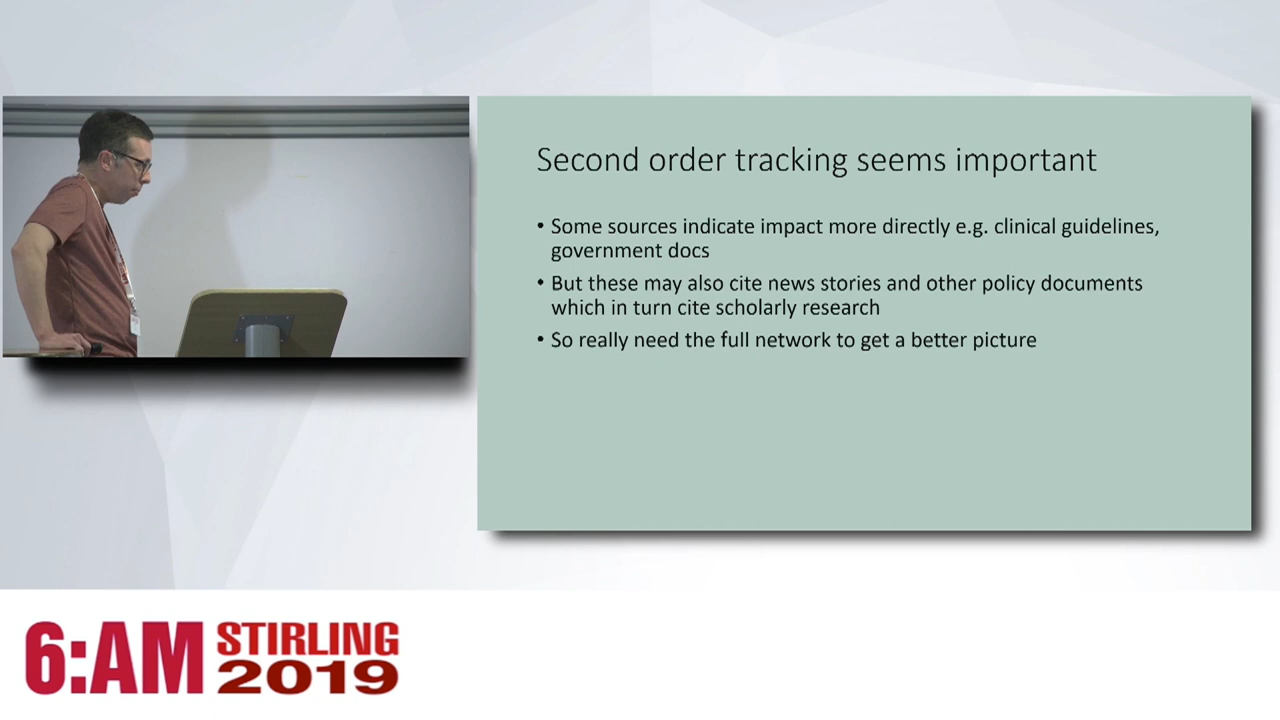 Second order tracking seems important
• Some sources indicate impact more directly e.g. clinical guidelines,
government docs
• But these may also cite news stories and other policy documents
which in turn cite scholarly research
• So really need the full network to get a better picture
6:AM STIRLING
2019